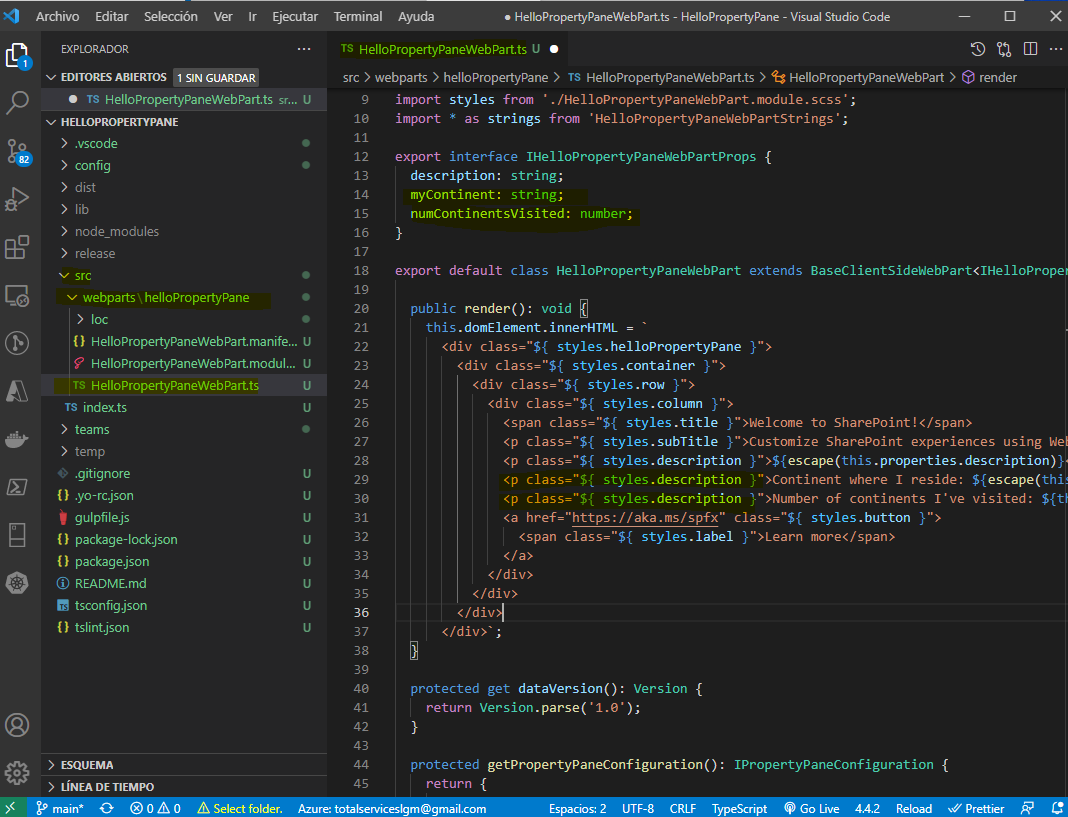 Archivo Editar Selección Ver Ir Ejecutar Terminal Ayuda ● HelloPropertyPaneWebPart.ts - HelloPropertyPane - Visual Studio Code
EXPLORADOR
1
EDITORES ABIERTOS 1 SIN GUARDAR
TS HelloPropertyPaneWebPart.ts sr... U
HELLOPROPERTYPANE
.vscode
config
dist
lib
node_modules
release
src
webparts\helloPropertyPane
loc
{} HelloPropertyPaneWebPart.manife... U
HelloPropertyPaneWebPart.modul... U
TS HelloPropertyPaneWebPart.ts U
TS index.ts U
teams
temp
.gitignore U
{} .yo-rc.json U
gulpfile.js U
{} package-lock.json U
{} package.json U
README.md U
TS tsconfig.json U
{} tslint.json U
ESQUEMA
LÍNEA DE TIEMPO
82
TS HelloPropertyPaneWebPart.ts U ●
src > webparts > helloPropertyPane > TS HelloPropertyPaneWebPart.ts > HelloPropertyPaneWebPart > render
9 import styles from './HelloPropertyPaneWebPart.module.scss';
10 import * as strings from 'HelloPropertyPaneWebPartStrings';
11
12 export interface IHelloPropertyPaneWebPartProps {
13 description: string;
14 myContinent: string;
15 numContinentsVisited: number;
16 }
17
18 export default class HelloPropertyPaneWebPart extends BaseClientSideWebPart<IHelloProper
19
20 public render(): void {
21 this.domElement.innerHTML = `
22 <div class="${ styles.helloPropertyPane }">
23 <div class="${ styles.container }">
24 <div class="${ styles.row }">
25 <div class="${ styles.column }">
26 <span class="${ styles.title }">Welcome to SharePoint!</span>
27 <p class="${ styles.subTitle }">Customize SharePoint experiences using Web
28 <p class="${ styles.description }">${escape(this.properties.description)}<
29 <p class="${ styles.description }">Continent where I reside: ${escape(this
30 <p class="${ styles.description }">Number of continents I've visited: ${th
31 <a href="https://aka.ms/spfx" class="${ styles.button }">
32 <span class="${ styles.label }">Learn more</span>
33 </a>
34 </div>
35 </div>
36 </div>
37 </div>`;
38 }
39
40 protected get dataVersion(): Version {
41 return Version.parse('1.0');
42 }
43
44 protected getPropertyPaneConfiguration(): IPropertyPaneConfiguration {
45 return {
main* 0 0 Select folder. Azure: totalserviceslgm@gmail.com Espacios: 2 UTF-8 CRLF TypeScript Go Live 4.4.2 Reload Prettier